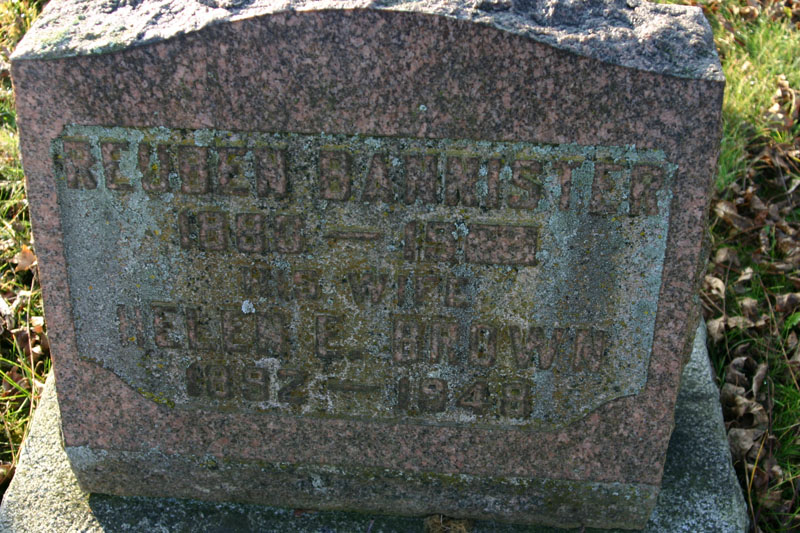 REUBEN BANNISTER
1880 —
HIS WIFE
HELEN E. BROWN
1892 — 1948